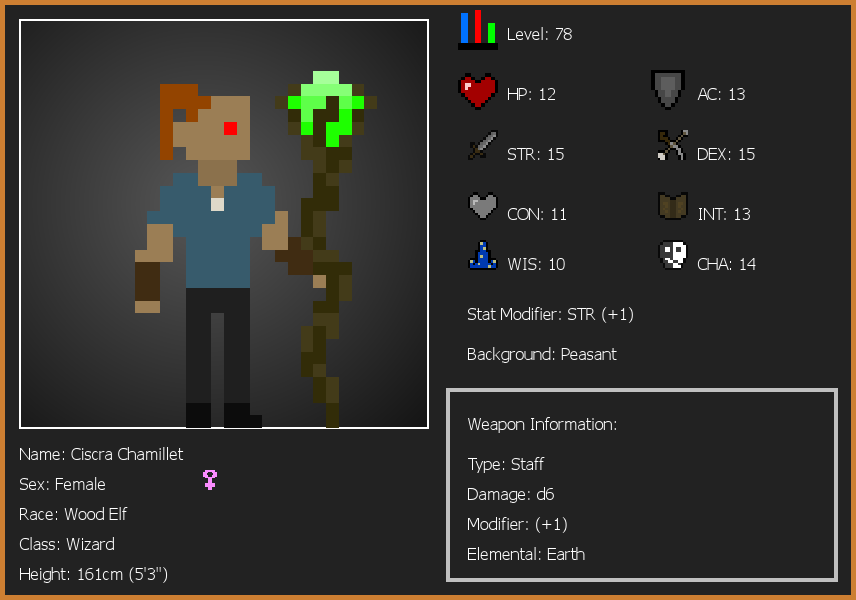 Level: 78
HP: 12
AC: 13
STR: 15
DEX: 15
CON: 11
INT: 13
WIS: 10
CHA: 14
Stat Modifier: STR (+1)
Background: Peasant
Weapon Information:
Type: Staff
Damage: d6
Modifier: (+1)
Elemental: Earth
Name: Ciscra Chamillet
Sex: Female
Race: Wood Elf
Class: Wizard
Height: 161cm (5'3")